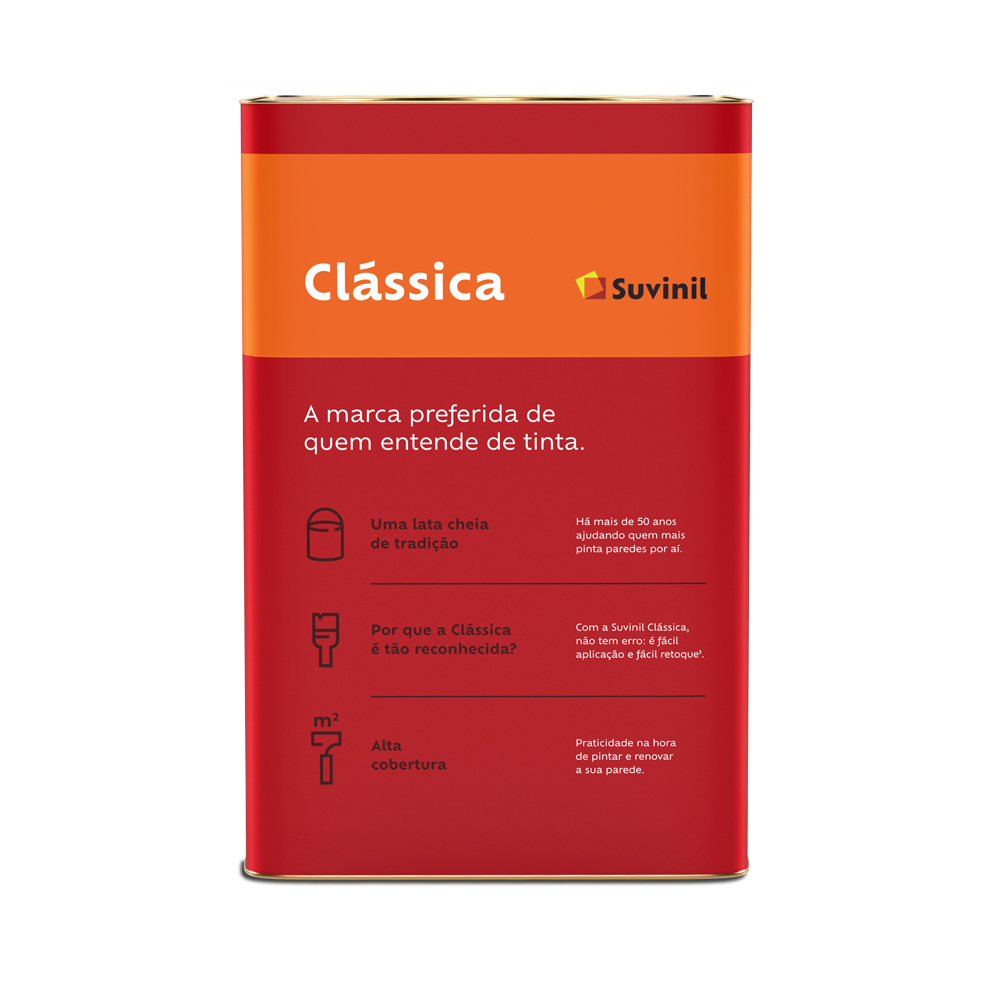 Clássica
Suvinil
A marca preferida de
quem entende de tinta.
Uma lata cheia
de tradição
Há mais de 50 anos
ajudando quem mais
pinta paredes por aí.
Por que a Clássica
é tão reconhecida?
Com a Suvinil Clássica,
não tem erro: é fácil
aplicação e fácil retoque³.
m²
Alta
cobertura
Praticidade na hora
de pintar e renovar
a sua parede.